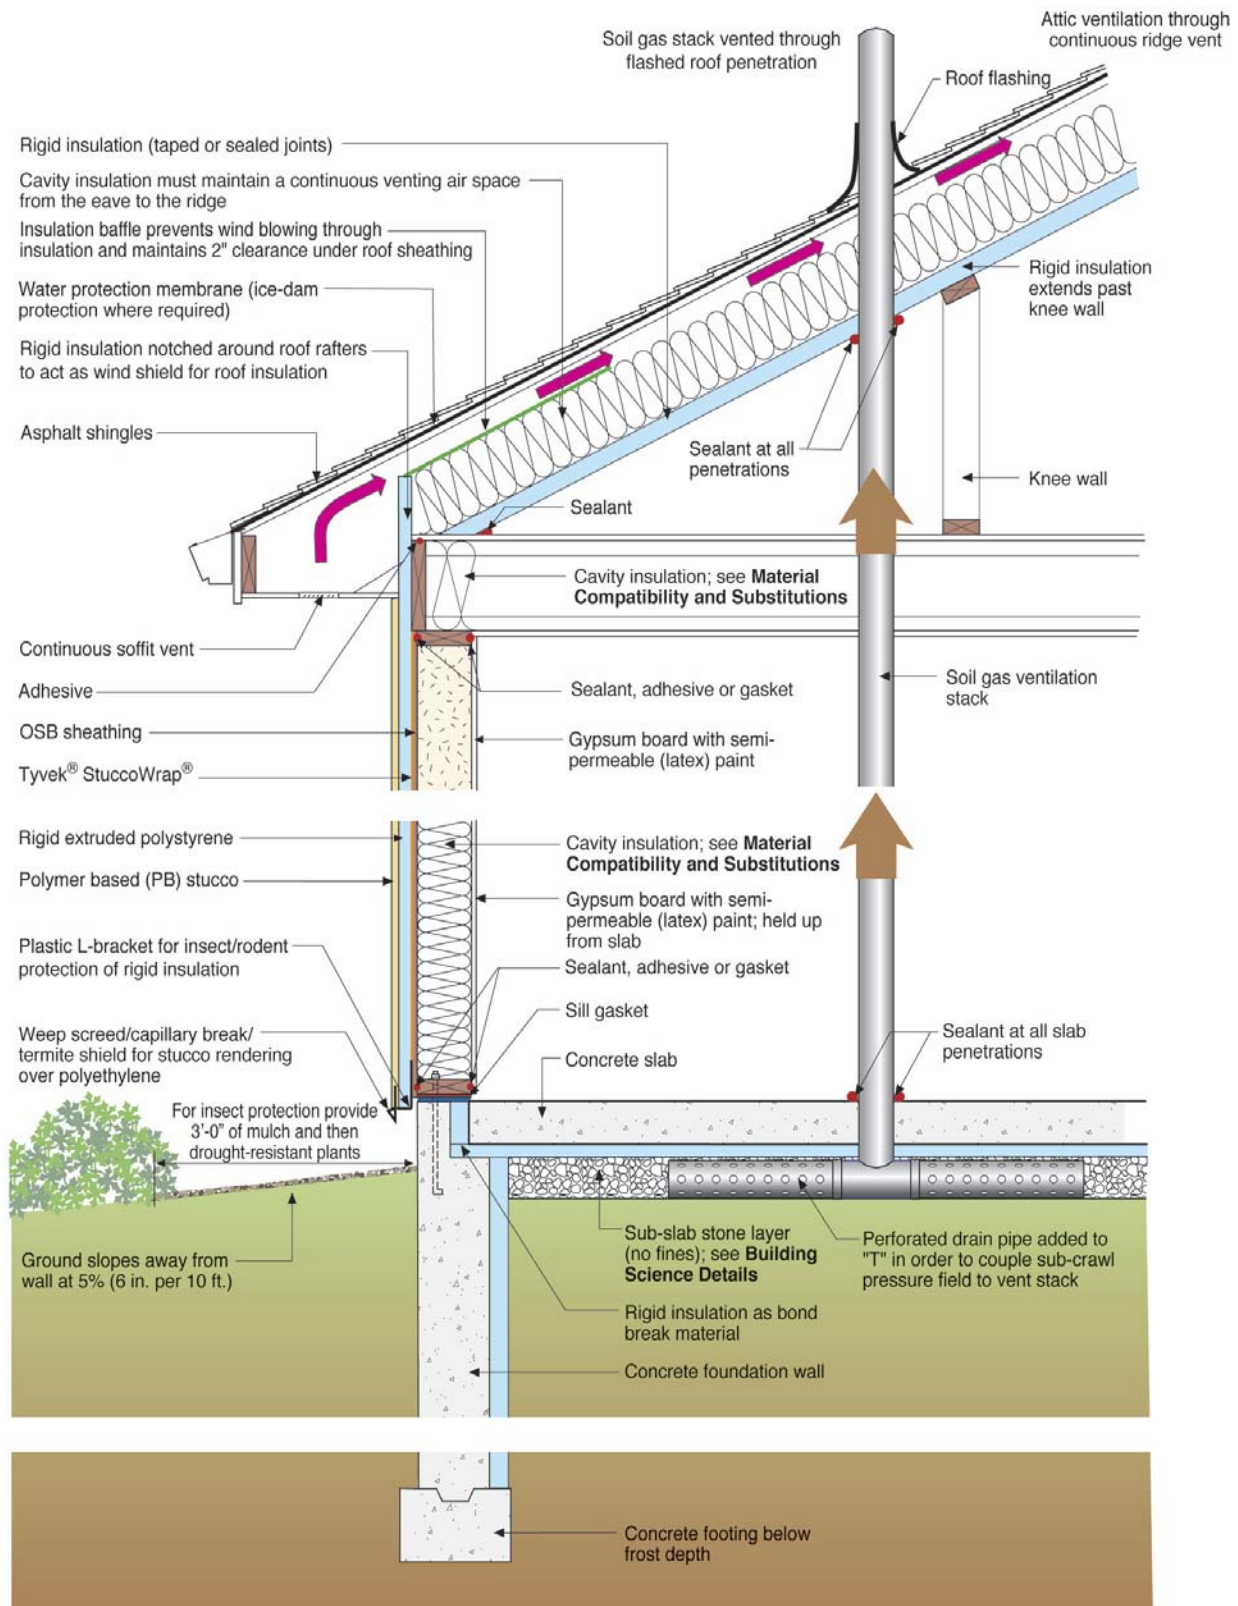 Soil gas stack vented through
flashed roof penetration
Attic ventilation through
continuous ridge vent
Roof flashing
Rigid insulation (taped or sealed joints)
Cavity insulation must maintain a continuous venting air space
from the eave to the ridge
Insulation baffle prevents wind blowing through
insulation and maintains 2" clearance under roof sheathing
Water protection membrane (ice-dam
protection where required)
Rigid insulation notched around roof rafters
to act as wind shield for roof insulation
Asphalt shingles
Rigid insulation
extends past
knee wall
Sealant at all
penetrations
Knee wall
Sealant
Cavity insulation; see Material
Compatibility and Substitutions
Continuous soffit vent
Adhesive
OSB sheathing
Tyvek® StuccoWrap®
Sealant, adhesive or gasket
Gypsum board with semi-
permeable (latex) paint
Soil gas ventilation
stack
Rigid extruded polystyrene
Polymer based (PB) stucco
Plastic L-bracket for insect/rodent
protection of rigid insulation
Weep screed/capillary break/
termite shield for stucco rendering
over polyethylene
Cavity insulation; see Material
Compatibility and Substitutions
Gypsum board with semi-
permeable (latex) paint; held up
from slab
Sealant, adhesive or gasket
Sill gasket
Concrete slab
Sealant at all slab
penetrations
For insect protection provide
3'-0" of mulch and then
drought-resistant plants
Ground slopes away from
wall at 5% (6 in. per 10 ft.)
Sub-slab stone layer
(no fines); see Building
Science Details
Perforated drain pipe added to
"T" in order to couple sub-crawl
pressure field to vent stack
Rigid insulation as bond
break material
Concrete foundation wall
Concrete footing below
frost depth